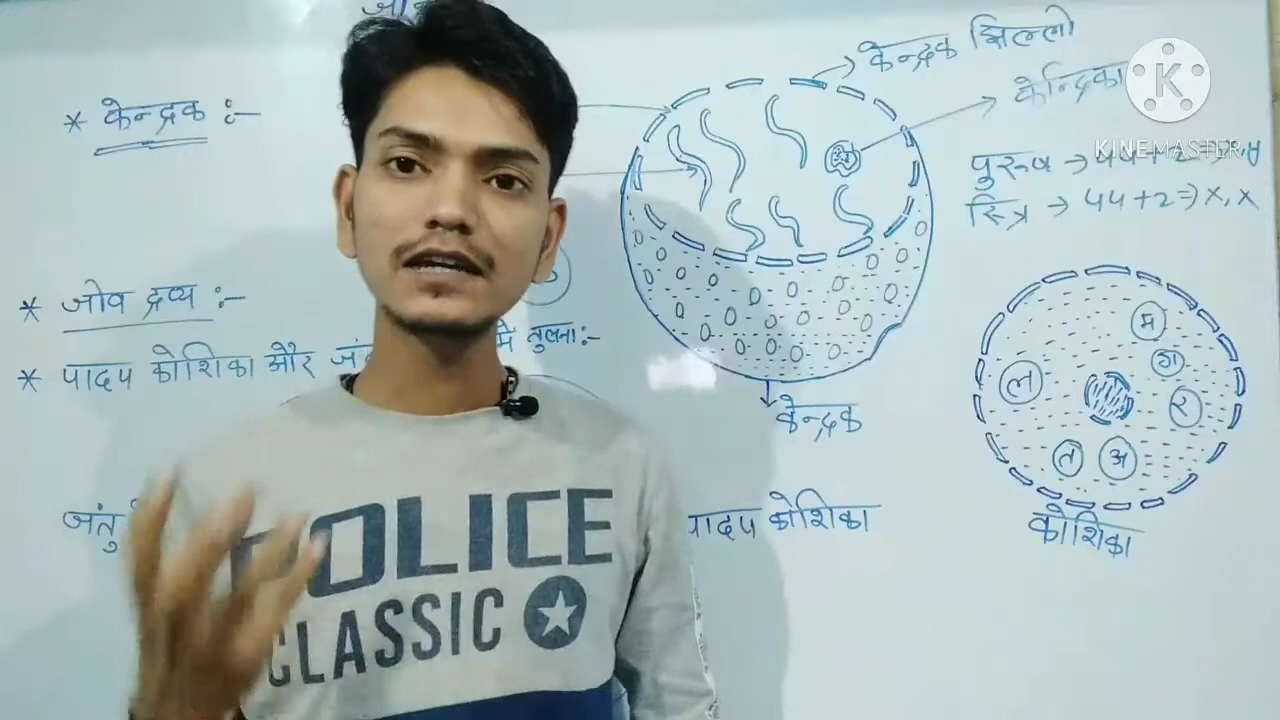 केन्द्रक झिल्ली
* केन्द्रक :-
केन्द्रिका
KINEMASTER
पुरुष → 44+2
स्त्रि → 44+2 ⇒ x, x
* जीव द्रव्य :-
* पादप कोशिका और में तुलना:-
म
गो
ल
र
त
अ
केन्द्रक
कोशिका
जंतु
पादप कोशिका
POLICE
CLASSIC